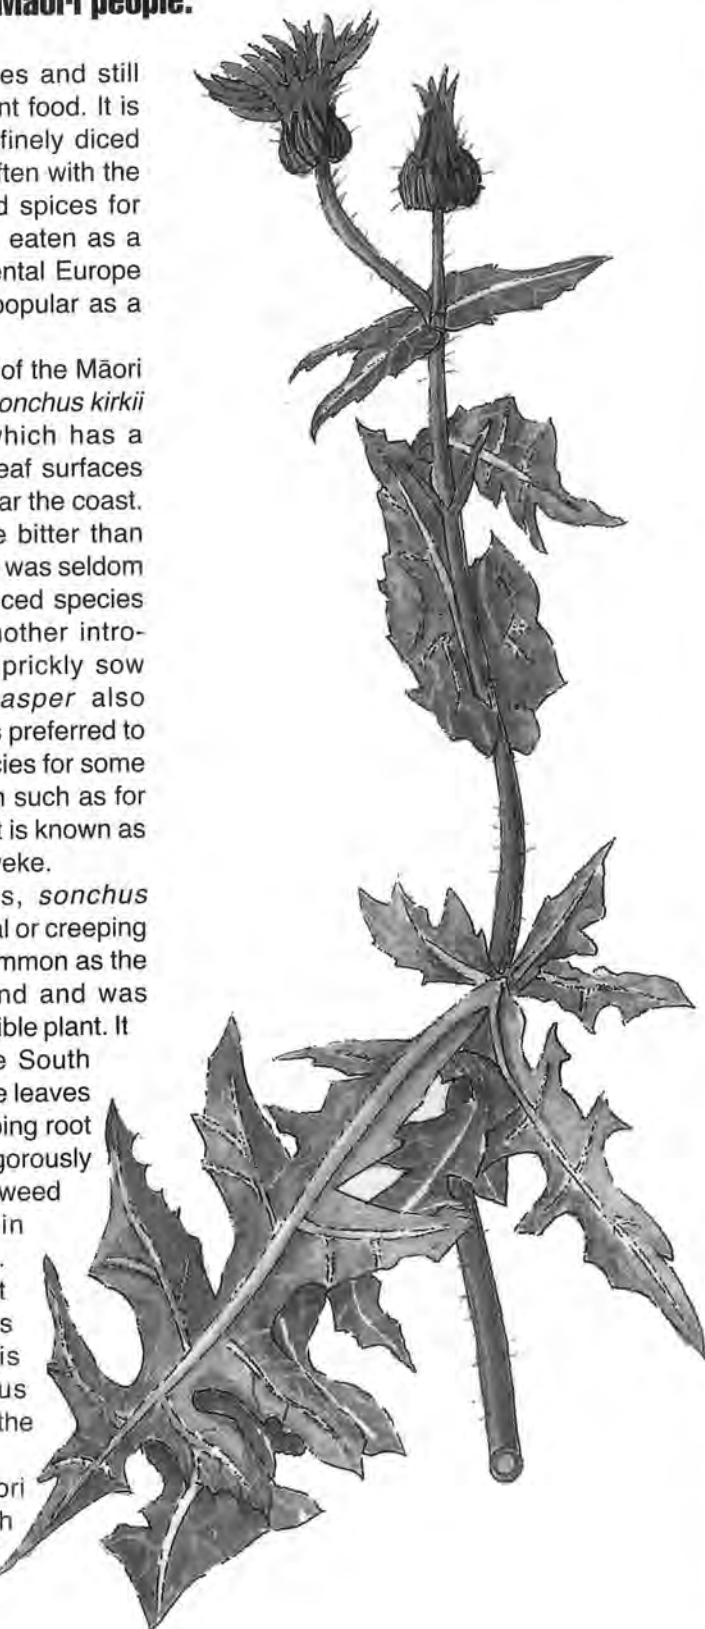 Māori people.
es and still
nt food. It is
finely diced
ften with the
d spices for
eaten as a
ental Europe
popular as a
of the Māori
onchus kirkii
which has a
eaf surfaces
ar the coast.
e bitter than
was seldom
ced species
nother intro-
prickly sow
asper also
s preferred to
cies for some
n such as for
t is known as
weke.
s, sonchus
al or creeping
mmon as the
nd and was
ible plant. It
e South
e leaves
ping root
gorously
weed
in
.
t
s
is
us
the
ori
h